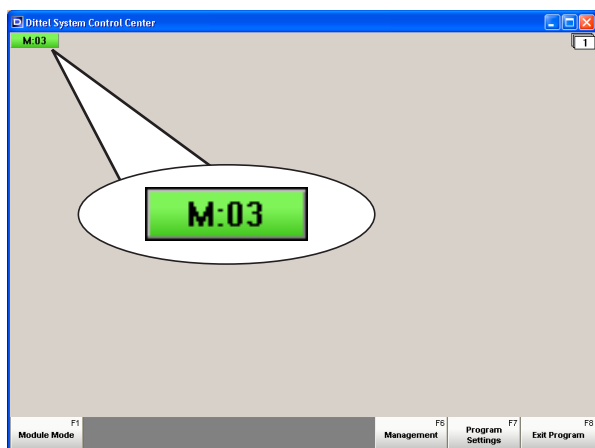 Dittel System Control Center
M:03
1
M:03
F1
Module Mode
F6
Management
F7
Program
Settings
F8
Exit Program